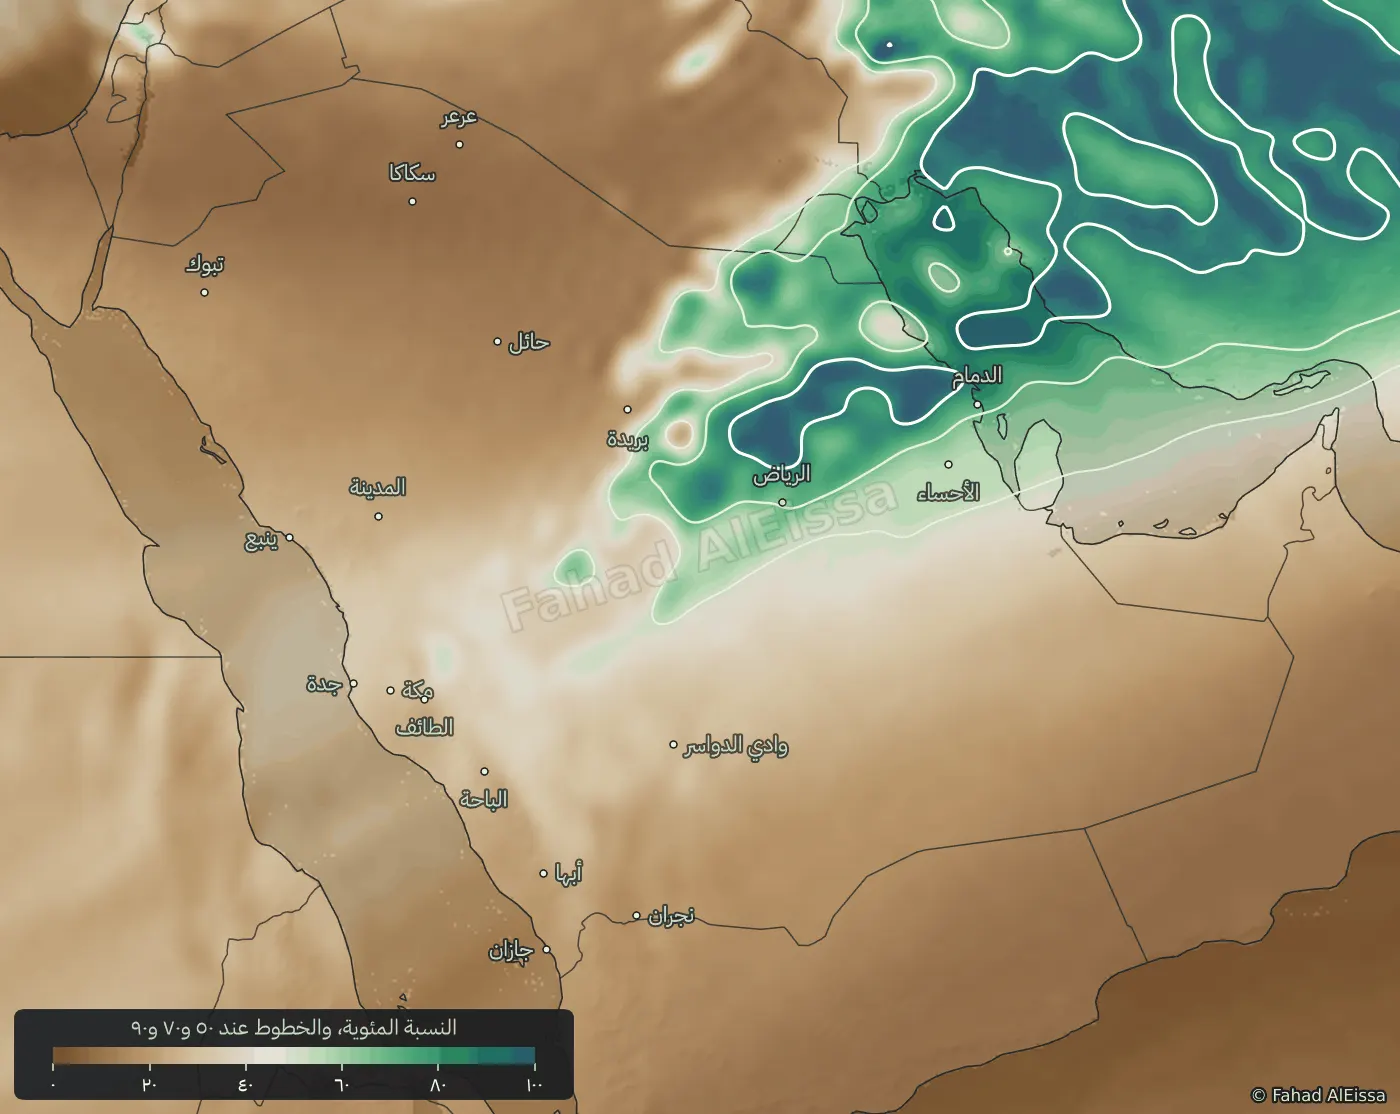 عرعر
سكاكا
تبوك
حائل
الدمام
بريدة
الرياض
الأحساء
المدينة
ينبع
Fahad AlEissa
جدة
مكة
الطائف
وادي الدواسر
الباحة
أبها
نجران
جازان
النسبة المئوية، والخطوط عند ٥٠ و٧٠ و٩٠
٠ ٢٠ ٤٠ ٦٠ ٨٠ ١٠٠
© Fahad AlEissa